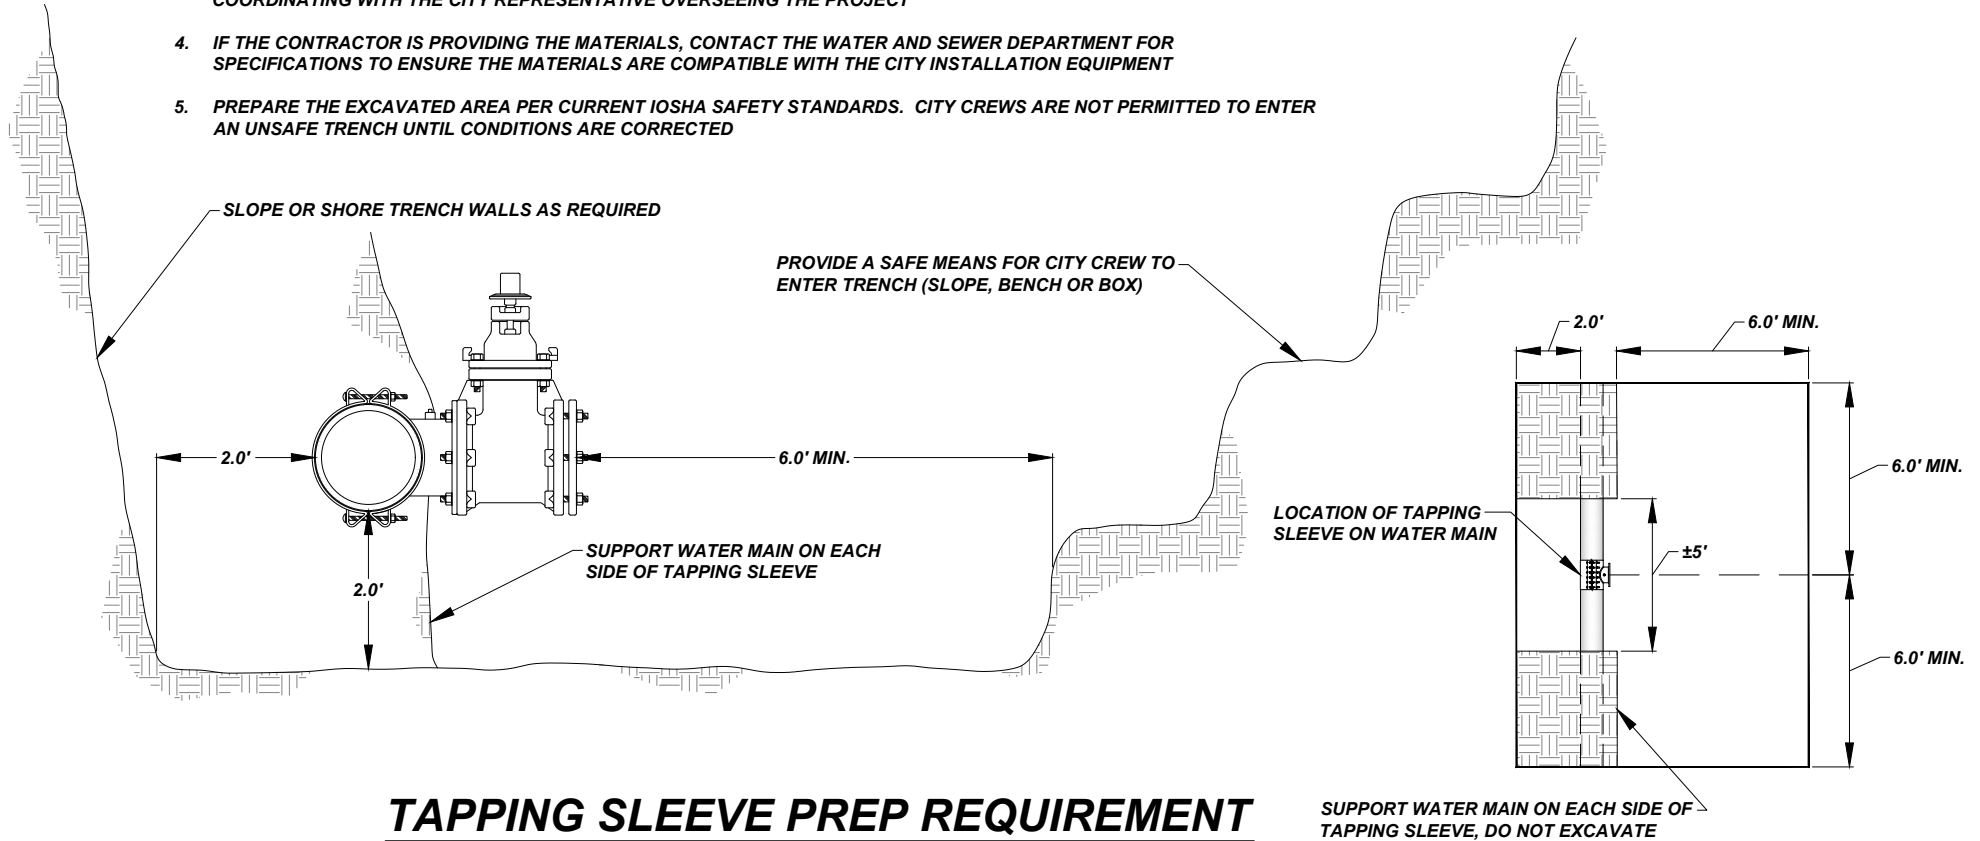 COORDINATING WITH THE CITY REPRESENTATIVE OVERSEEING THE PROJECT
4. IF THE CONTRACTOR IS PROVIDING THE MATERIALS, CONTACT THE WATER AND SEWER DEPARTMENT FOR
SPECIFICATIONS TO ENSURE THE MATERIALS ARE COMPATIBLE WITH THE CITY INSTALLATION EQUIPMENT
5. PREPARE THE EXCAVATED AREA PER CURRENT IOSHA SAFETY STANDARDS. CITY CREWS ARE NOT PERMITTED TO ENTER
AN UNSAFE TRENCH UNTIL CONDITIONS ARE CORRECTED
SLOPE OR SHORE TRENCH WALLS AS REQUIRED
PROVIDE A SAFE MEANS FOR CITY CREW TO
ENTER TRENCH (SLOPE, BENCH OR BOX)
2.0'
6.0' MIN.
2.0'
SUPPORT WATER MAIN ON EACH
SIDE OF TAPPING SLEEVE
2.0'
6.0' MIN.
6.0' MIN.
LOCATION OF TAPPING
SLEEVE ON WATER MAIN
±5'
6.0' MIN.
SUPPORT WATER MAIN ON EACH SIDE OF
TAPPING SLEEVE, DO NOT EXCAVATE
TAPPING SLEEVE PREP REQUIREMENT